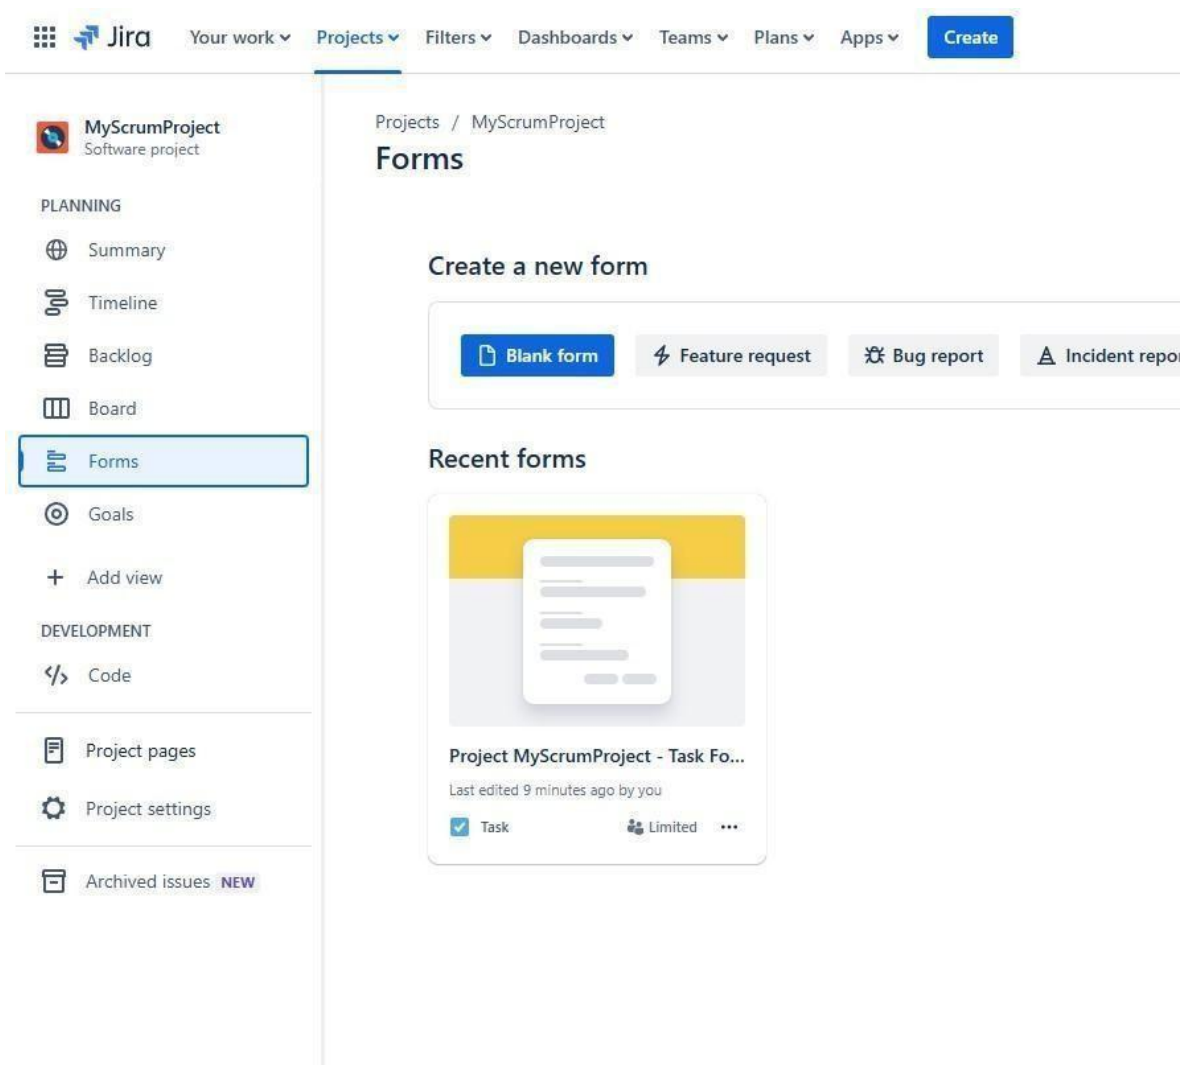 Jira Your work Projects Filters Dashboards Teams Plans Apps Create
MyScrumProject
Software project
PLANNING
Summary
Timeline
Backlog
Board
Forms
Goals
Add view
DEVELOPMENT
Code
Project pages
Project settings
Archived issues NEW
Projects / MyScrumProject
Forms
Create a new form
Blank form Feature request Bug report Incident repor
Recent forms
Project MyScrumProject - Task Fo...
Last edited 9 minutes ago by you
Task Limited